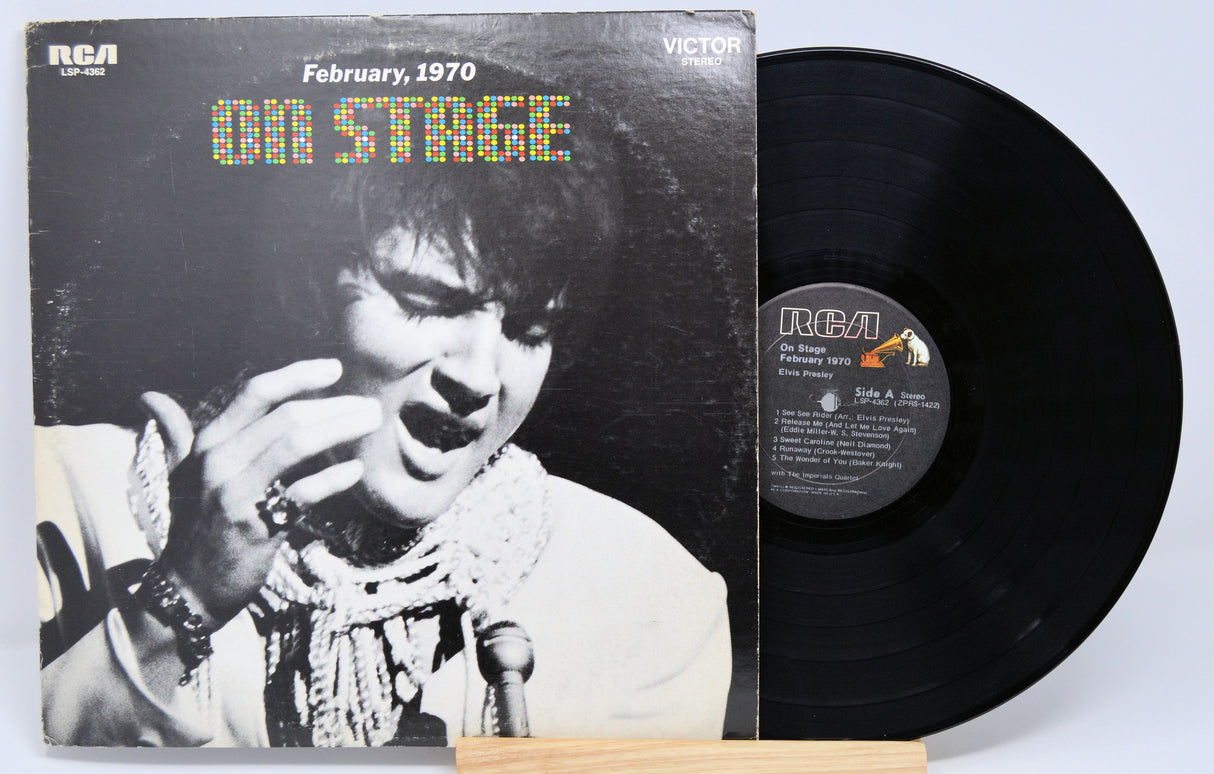 RCA
LSP-4362
February, 1970
ON STAGE
VICTOR
STEREO
RCA
On Stage
February 1970
Elvis Presley
Side A Stereo
LSP-4362 (ZPRS-1422)
1 See See Rider (Arr.: Elvis Presley)
2 Release Me (And Let Me Love Again)
(Eddie Miller-W. S. Stevenson)
3 Sweet Caroline (Neil Diamond)
4 Runaway (Crook-Westover)
5 The Wonder of You (Baker Knight)
with The Imperials Quartet